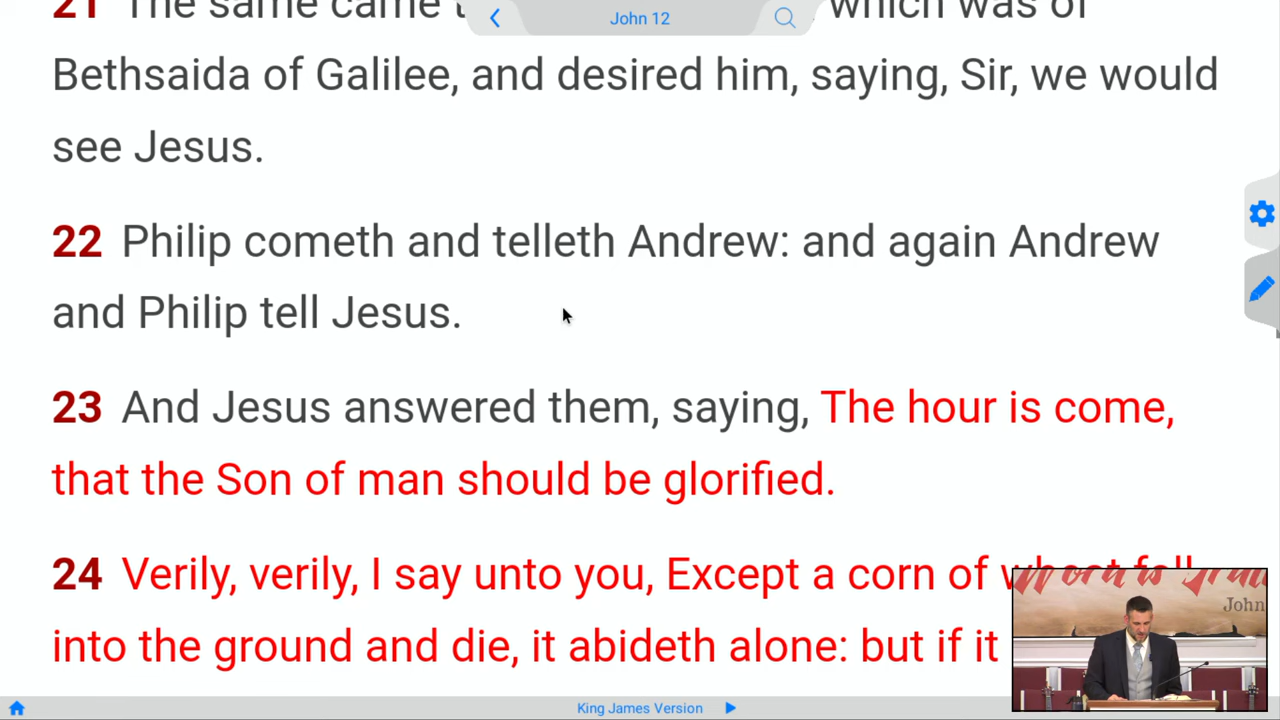 21 The same came which was of
John 12
Bethsaida of Galilee, and desired him, saying, Sir, we would
see Jesus.
22 Philip cometh and telleth Andrew: and again Andrew
and Philip tell Jesus.
23 And Jesus answered them, saying, The hour is come,
that the Son of man should be glorified.
24 Verily, verily, I say unto you, Except a corn of wheat fall
into the ground and die, it abideth alone: but if it
John
King James Version